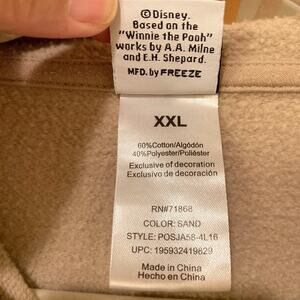 ©Disney.
Based on the
"Winnie the Pooh"
works by A.A. Milne
and E.H. Shepard.
MFD. by FREEZE
XXL
60%Cotton/Algodón
40%Polyester/Poliéster
Exclusive of decoration
Exclusivo de decoración
RN#71868
COLOR: SAND
STYLE: POSJA58-4L16
UPC: 195932419829
Made in China
Hecho en China